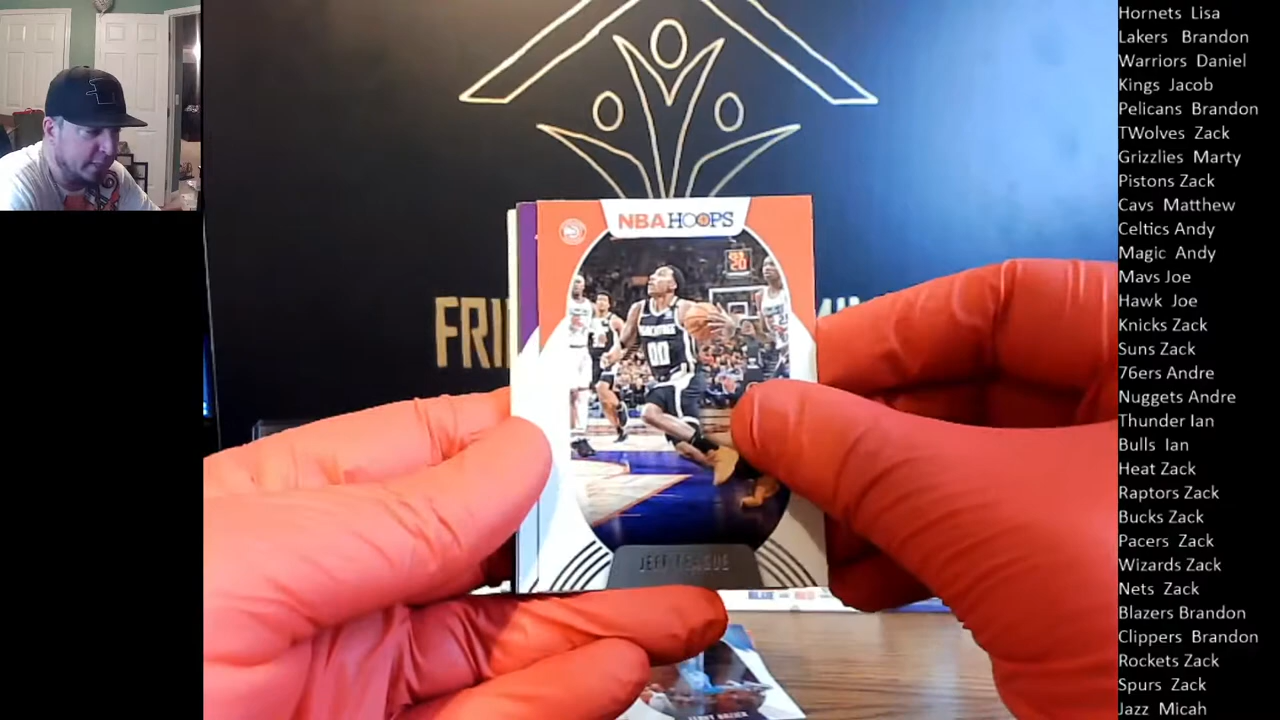 NBA HOOPS
00
JEFF TEAGUE
FRI
Hornets Lisa
Lakers Brandon
Warriors Daniel
Kings Jacob
Pelicans Brandon
TWolves Zack
Grizzlies Marty
Pistons Zack
Cavs Matthew
Celtics Andy
Magic Andy
Mavs Joe
Hawk Joe
Knicks Zack
Suns Zack
76ers Andre
Nuggets Andre
Thunder Ian
Bulls Ian
Heat Zack
Raptors Zack
Bucks Zack
Pacers Zack
Wizards Zack
Nets Zack
Blazers Brandon
Clippers Brandon
Rockets Zack
Spurs Zack
Jazz Micah